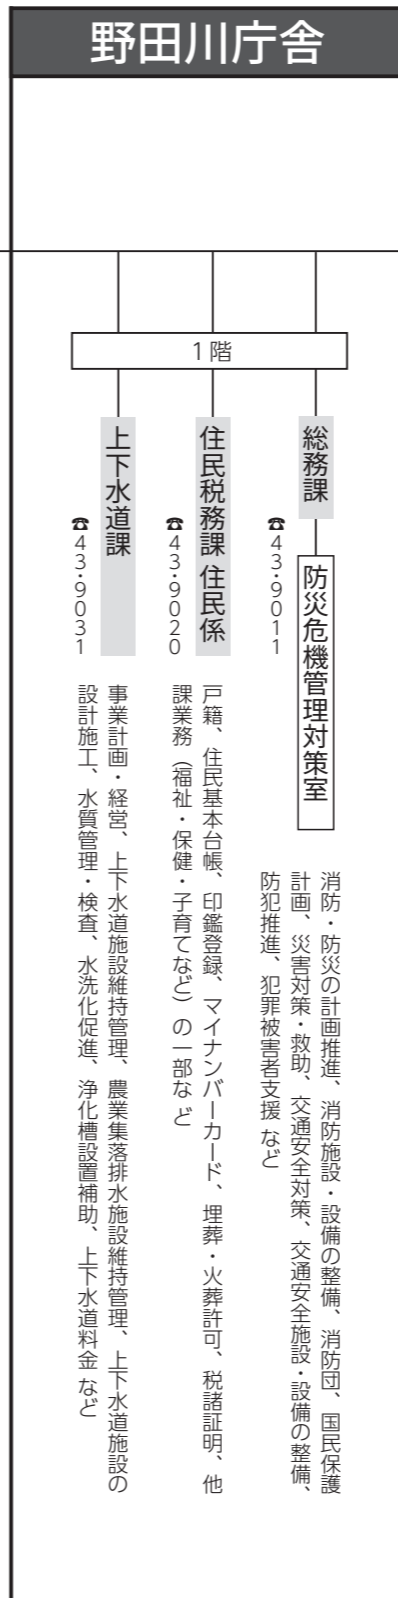 野田川庁舎
1階
総務課
防災危機管理対策室
☎43・9011
消防・防災の計画推進、消防施設・設備の整備、消防団、国民保護
計画、災害対策・救助、交通安全対策、交通安全施設・設備の整備、
防犯推進、犯罪被害者支援 など
住民税務課 住民係
☎43・9020
戸籍、住民基本台帳、印鑑登録、マイナンバーカード、埋葬・火葬許可、税諸証明、他
課業務（福祉・保健・子育てなど）の一部な ど
上下水道課
☎43・9031
事業計画・経営、上下水道施設維持管理、農業集落排水施設維持管理、上下水道施設の
設計施工、水質管理・検査、水洗化促進、浄化槽設置補助、上下水道料金 など